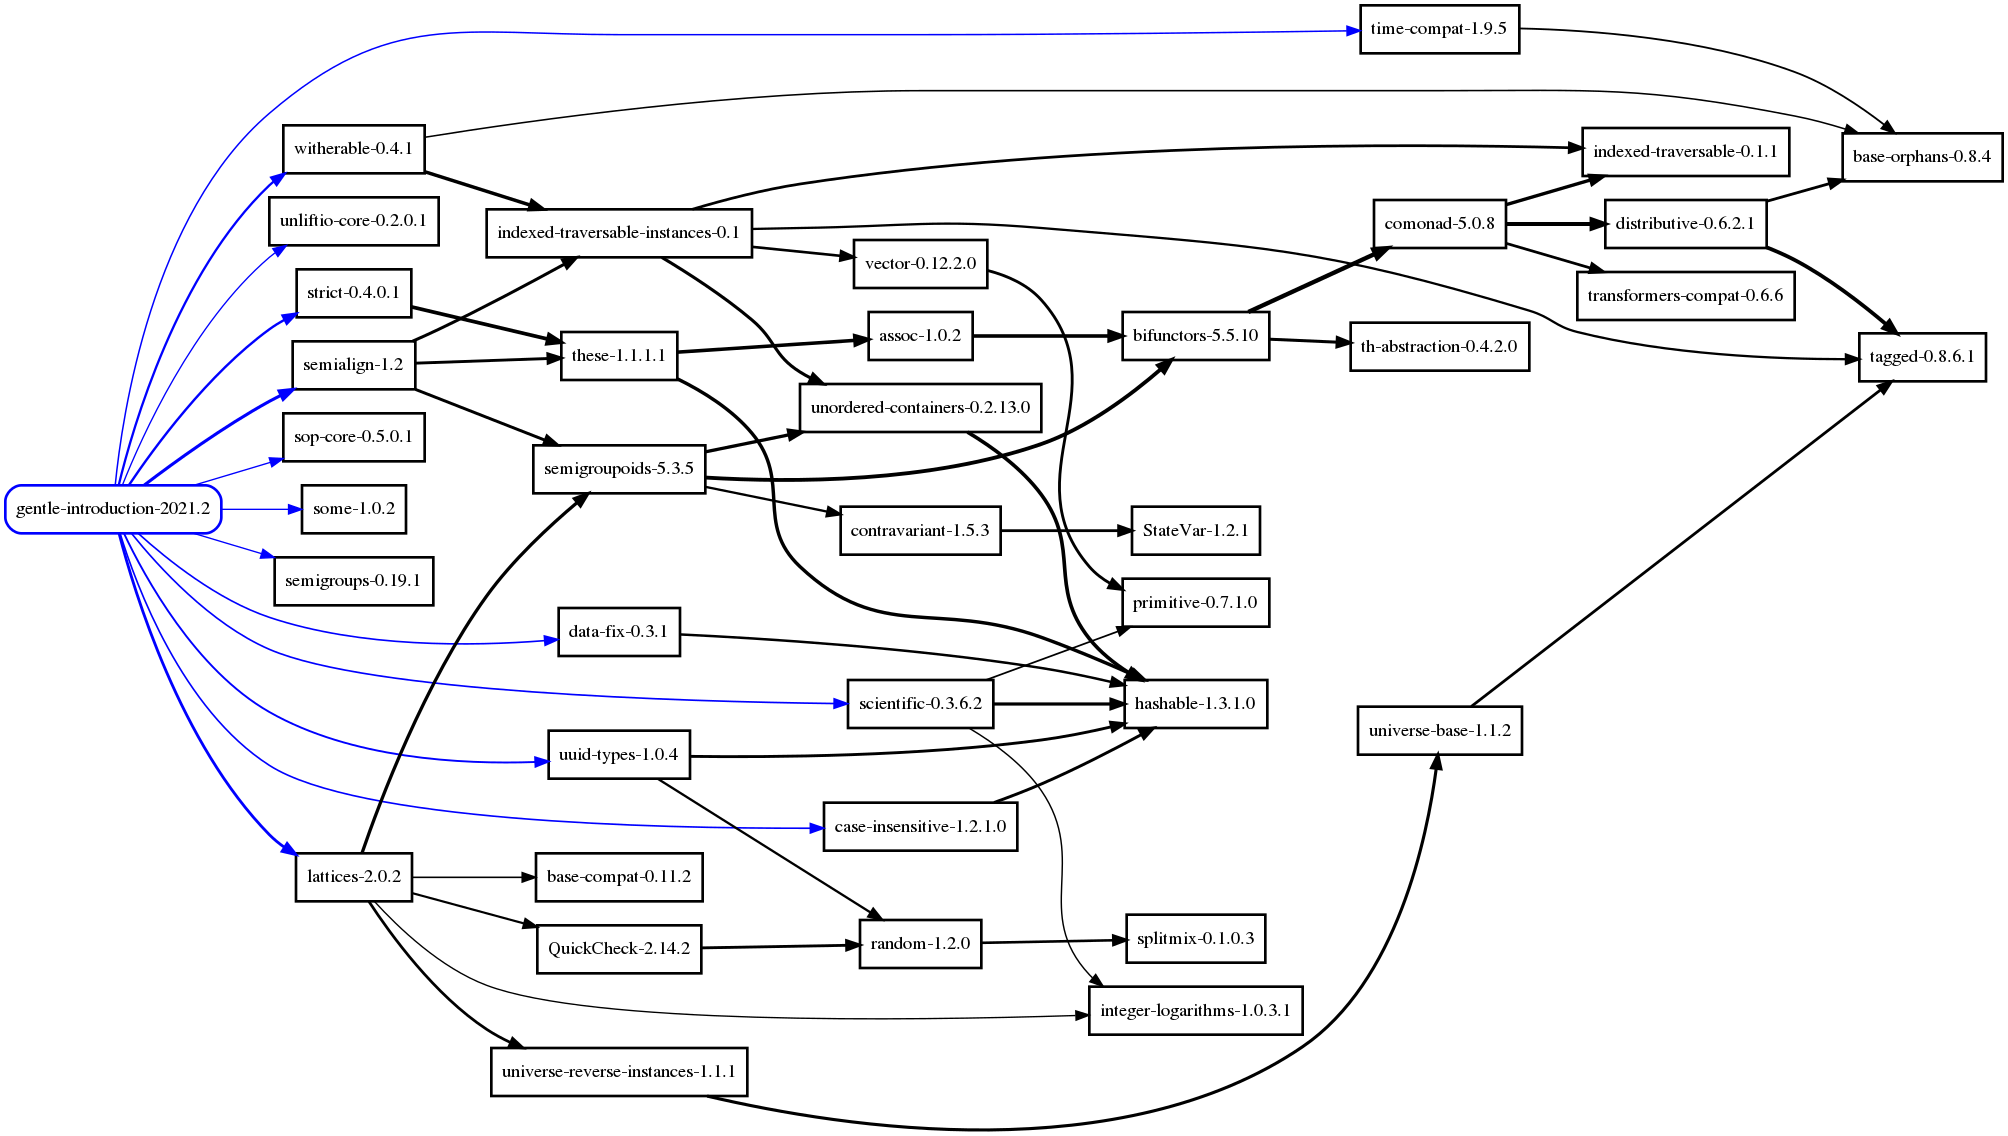 time-compat-1.9.5
witherable-0.4.1
indexed-traversable-0.1.1
base-orphans-0.8.4
unliftio-core-0.2.0.1
indexed-traversable-instances-0.1
comonad-5.0.8
distributive-0.6.2.1
vector-0.12.2.0
strict-0.4.0.1
transformers-compat-0.6.6
assoc-1.0.2
bifunctors-5.5.10
th-abstraction-0.4.2.0
these-1.1.1.1
tagged-0.8.6.1
semialign-1.2
unordered-containers-0.2.13.0
sop-core-0.5.0.1
semigroupoids-5.3.5
gentle-introduction-2021.2
some-1.0.2
contravariant-1.5.3
StateVar-1.2.1
semigroups-0.19.1
primitive-0.7.1.0
data-fix-0.3.1
scientific-0.3.6.2
hashable-1.3.1.0
universe-base-1.1.2
uuid-types-1.0.4
case-insensitive-1.2.1.0
lattices-2.0.2
base-compat-0.11.2
QuickCheck-2.14.2
random-1.2.0
splitmix-0.1.0.3
integer-logarithms-1.0.3.1
universe-reverse-instances-1.1.1